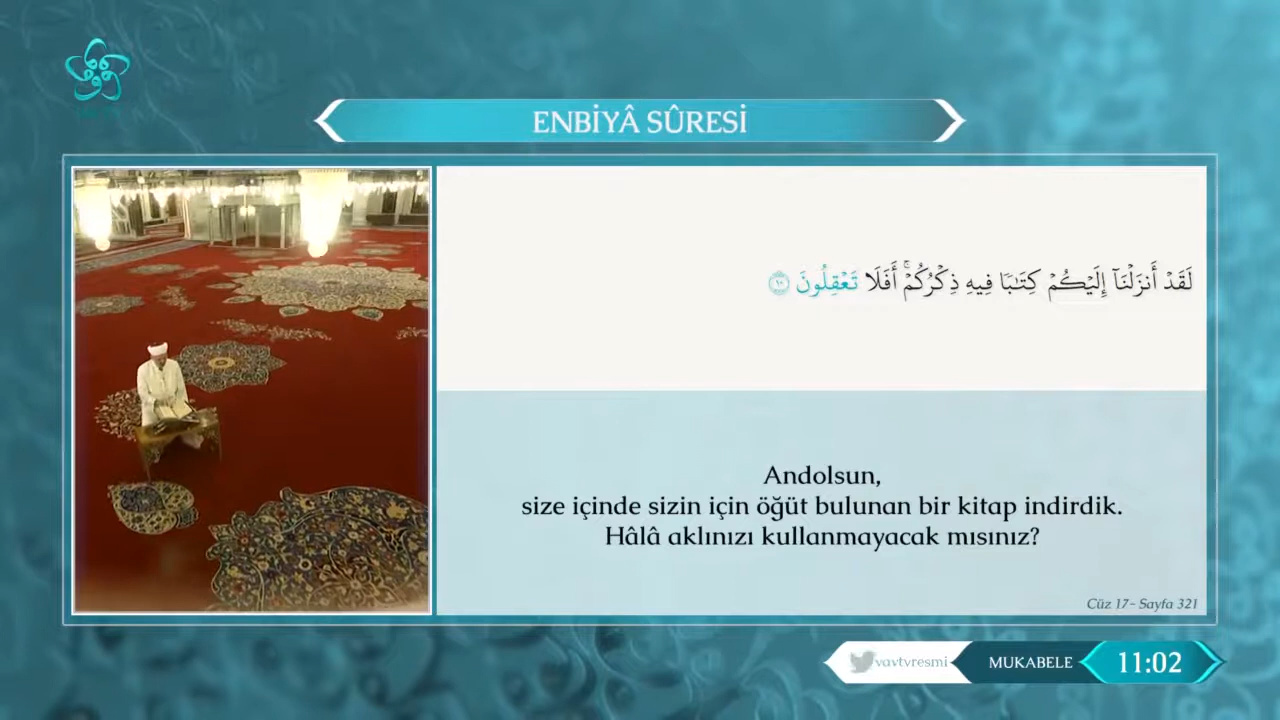 ENBİYÂ SÛRESİ
لَقَدْ أَنزَلْنَآ إِلَيْكُمْ كِتَٰبًا فِيهِ ذِكْرُكُمْۚ أَفَلَا تَعْقِلُونَ ١٠
Andolsun,
size içinde sizin için öğüt bulunan bir kitap indirdik.
Hâlâ aklınızı kullanmayacak mısınız?
Cüz 17- Sayfa 321
vavtvresmi MUKABELE 11:02